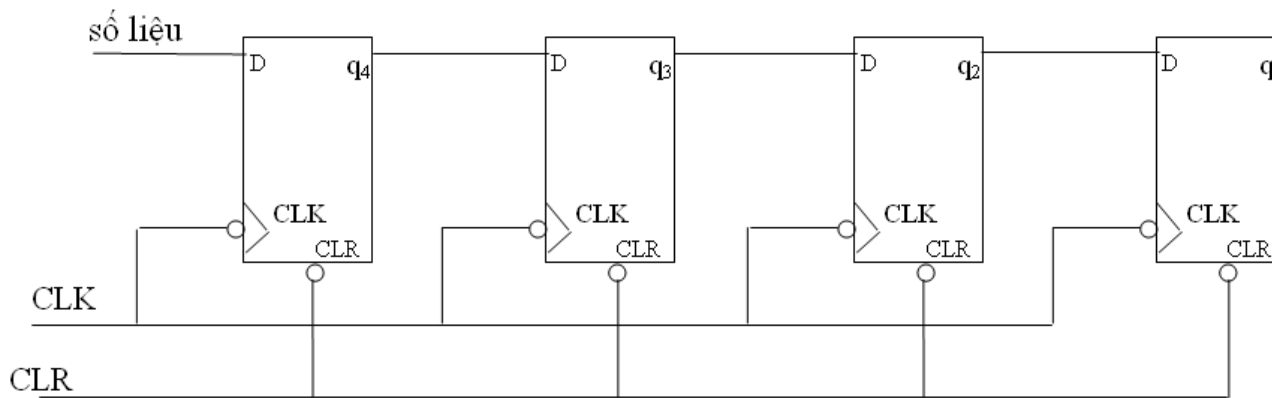 số liệu
D q₄ D q₃ D q₂ D q
CLK CLK CLK CLK
CLR CLR CLR CLR
CLK
CLR